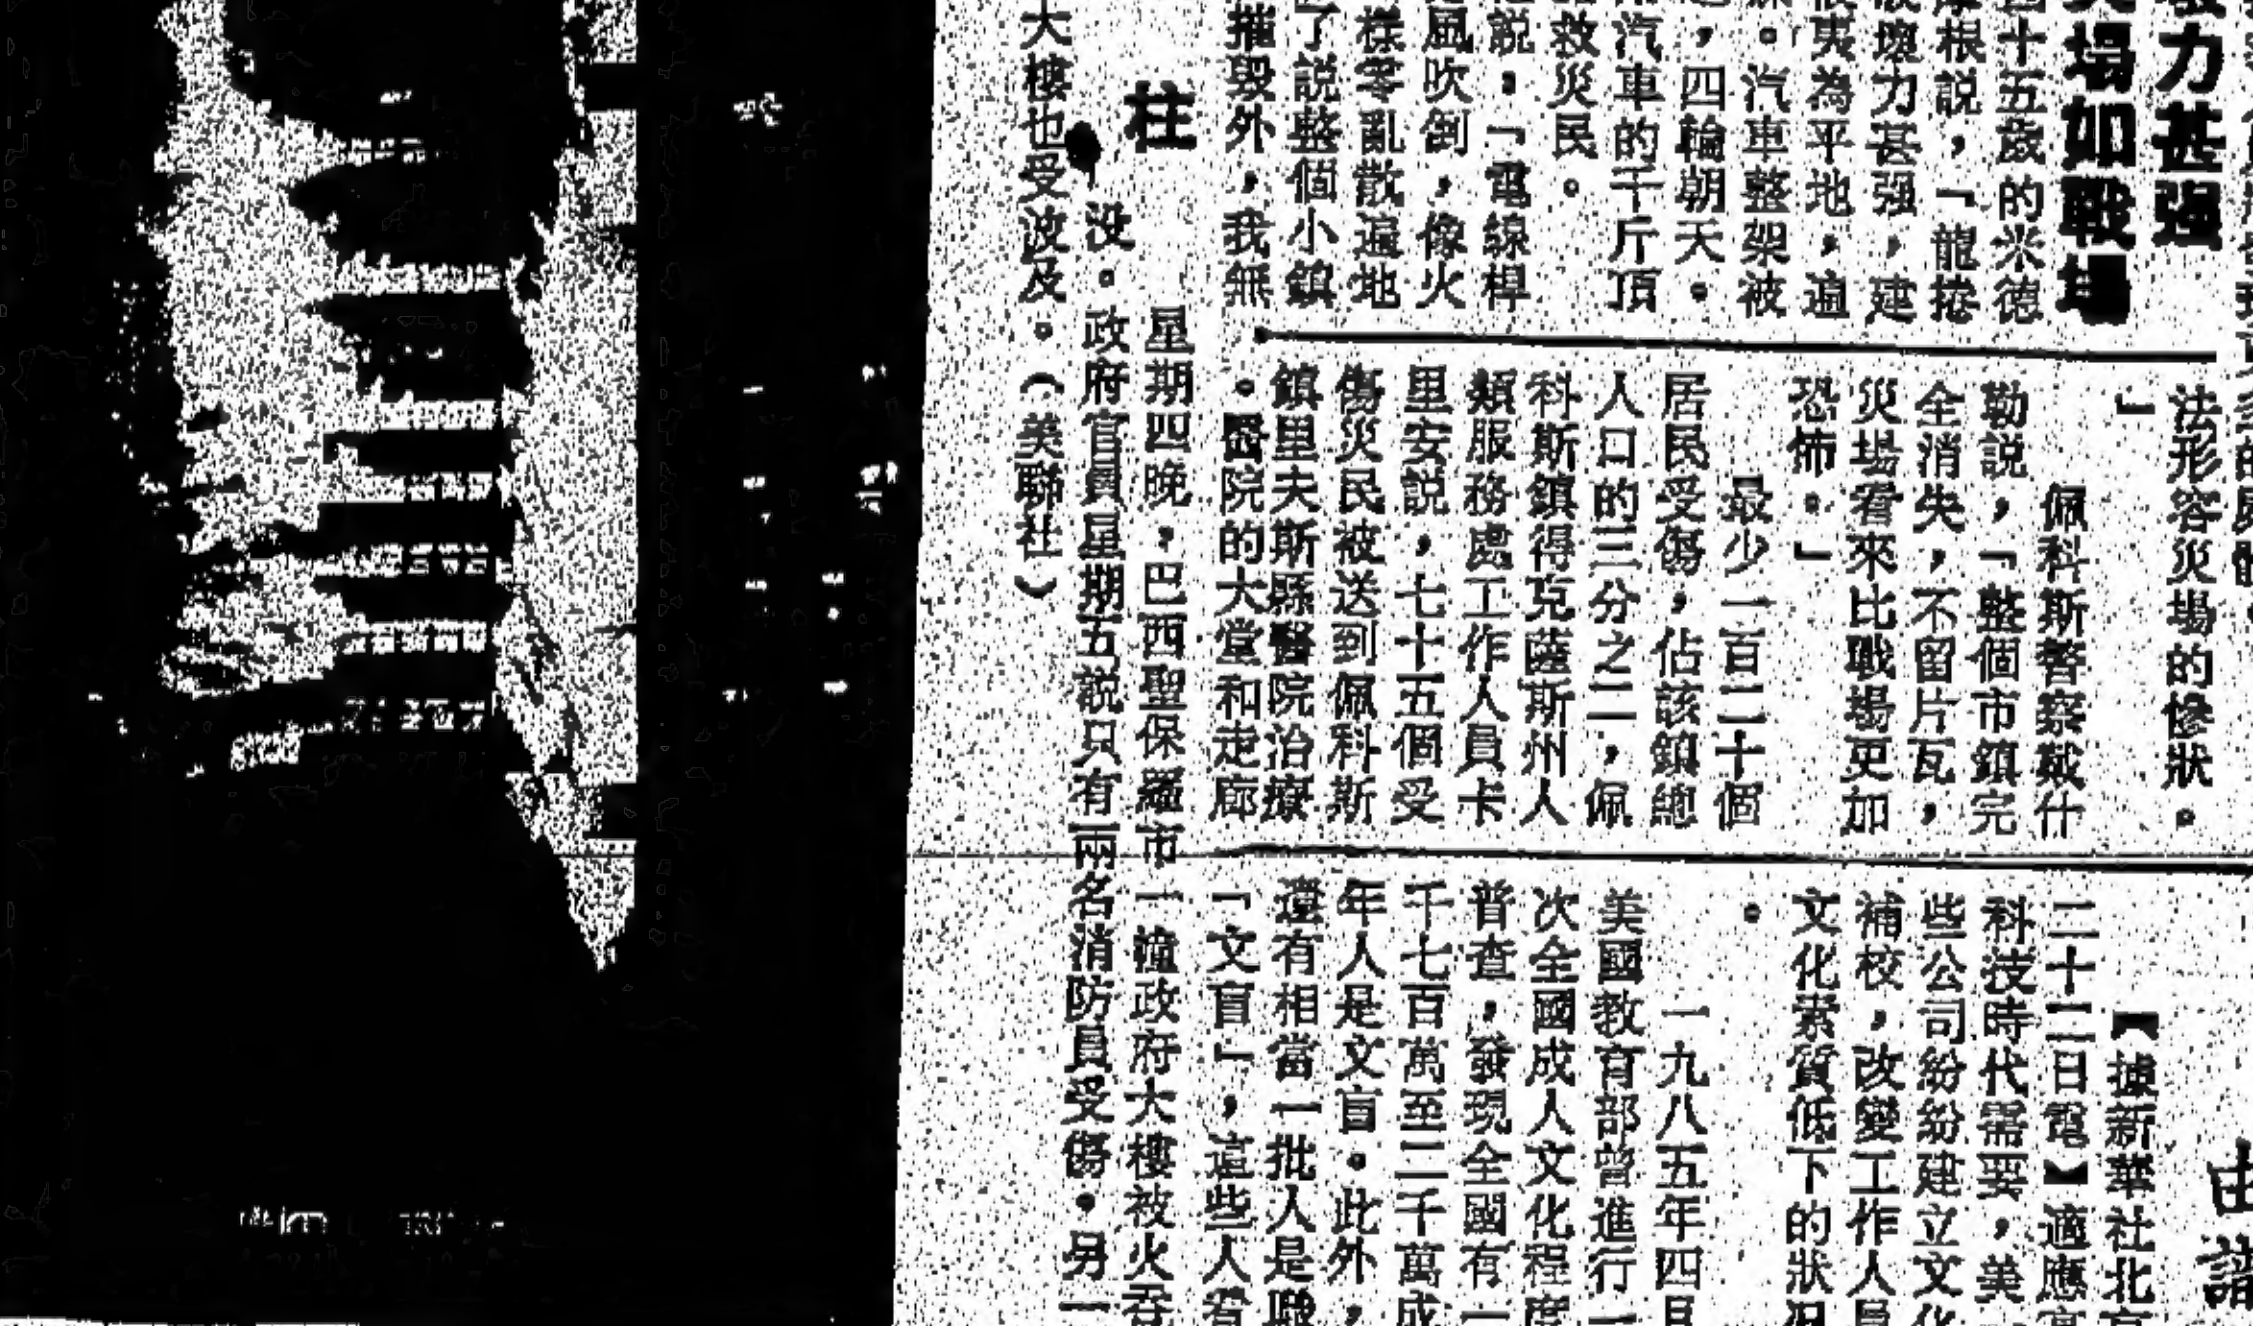 力甚强
場如戰場
十五歲的米德
根說，「龍捲
壞力甚强，建
夷為平地，遍
。汽車整架被
，四輪朝天。
汽車的千斤頂
救災民。
說，「電線桿
風吹倒，像火
樣零亂散遍地
了說整個小鎮
摧毀外，我無
法形容災場的慘狀。
」
佩科斯警察戴什
勒說，「整個市鎮完
全消失，不留片瓦，
災場看來比戰場更加
恐怖。」
最少一百二十個
居民受傷，佔該鎮總
人口的三分之二，佩
科斯鎮得克薩斯州人
類服務處工作人員卡
里安說，七十五個受
傷災民被送到佩科斯
鎮里夫斯縣醫院治療
。醫院的大堂和走廊
【據新華社北京
二十二日電】適應高
科技時代需要，美
些公司紛紛建立文化
補校，改變工作人員
文化素質低下的狀況
。
一九八五年四月
美國教育部曾進行一
次全國成人文化程度
普查，發現全國有一
千七百萬至二千萬成
年人是文盲。此外，
還有相當一批人是職
「文盲」，這些人看
柱
星期四晚，巴西聖保羅市一幢政府大樓被火吞
没。政府官員星期五說只有兩名消防員受傷。另一
大樓也受波及。（美聯社）